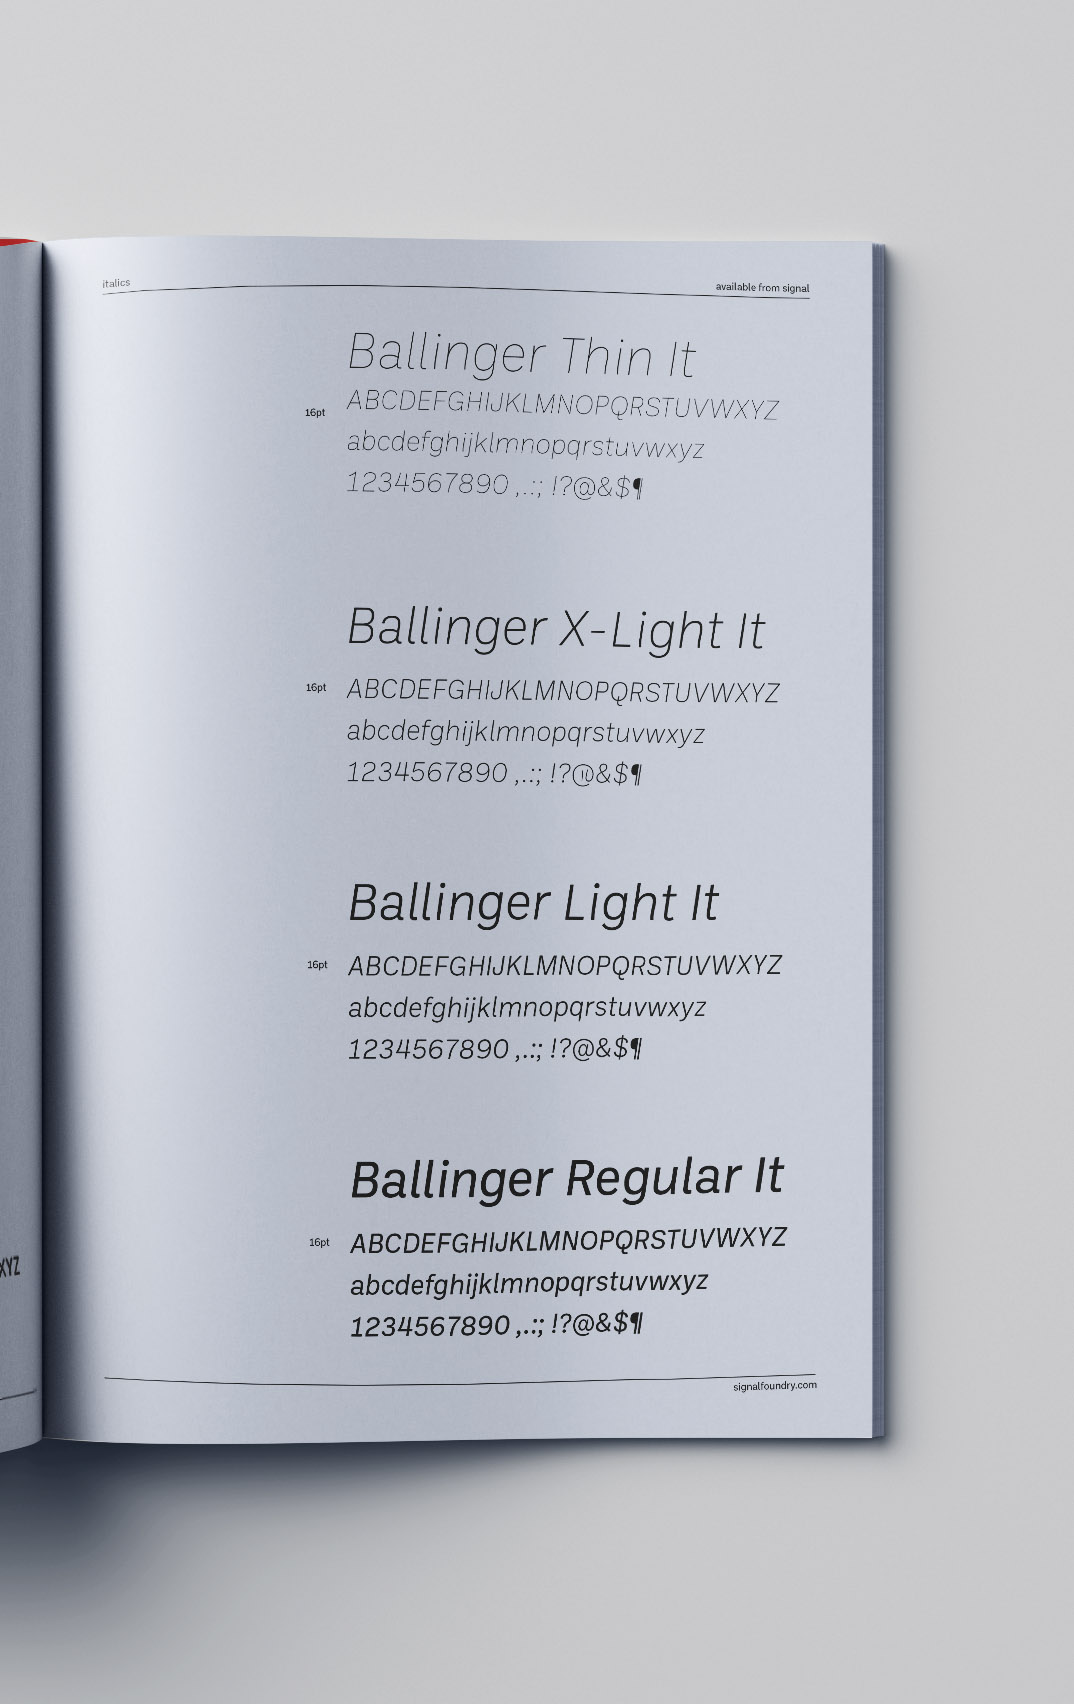 italics
available from signal
Ballinger Thin It
16pt
ABCDEFGHIJKLMNOPQRSTUVWXYZ
abcdefghijklmnopqrstuvwxyz
1234567890 ,.:; !?@&$¶
Ballinger X-Light It
16pt
ABCDEFGHIJKLMNOPQRSTUVWXYZ
abcdefghijklmnopqrstuvwxyz
1234567890 ,.:; !?@&$¶
Ballinger Light It
16pt
ABCDEFGHIJKLMNOPQRSTUVWXYZ
abcdefghijklmnopqrstuvwxyz
1234567890 ,.:; !?@&$¶
Ballinger Regular It
16pt
ABCDEFGHIJKLMNOPQRSTUVWXYZ
abcdefghijklmnopqrstuvwxyz
1234567890 ,.:; !?@&$¶
XYZ
signalfoundry.com